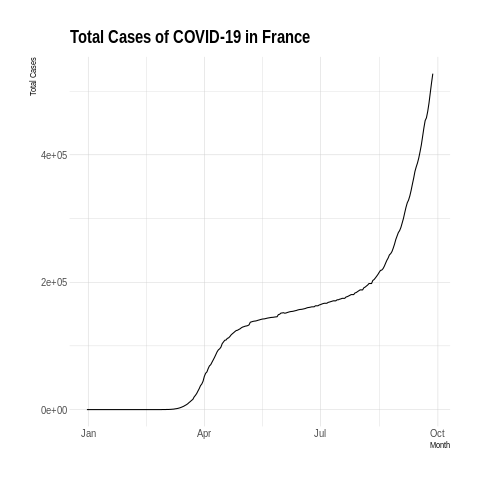 Total Cases of COVID-19 in France
Total Cases
4e+05
2e+05
0e+00
Jan Apr Jul Oct
Month